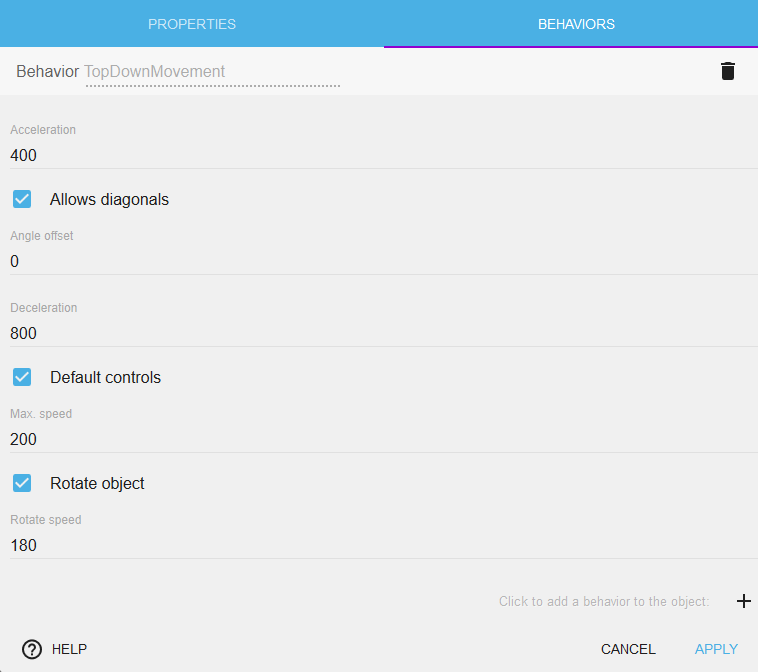 PROPERTIES
BEHAVIORS
Behavior TopDownMovement
Acceleration
400
Allows diagonals
Angle offset
0
Deceleration
800
Default controls
Max. speed
200
Rotate object
Rotate speed
180
Click to add a behavior to the object:
HELP
CANCEL
APPLY